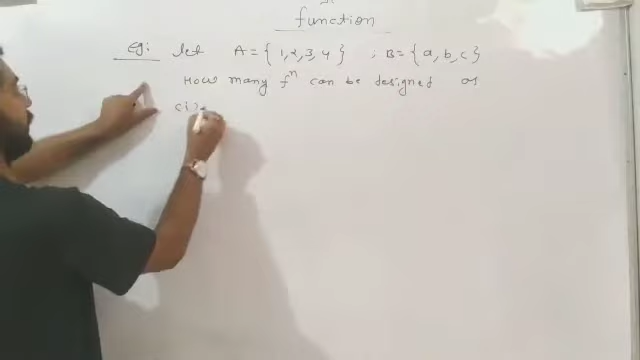 function
eg: let A = { 1, 2, 3, 4 } ; B = { a, b, c }
How many fⁿ can be designed as
(i)